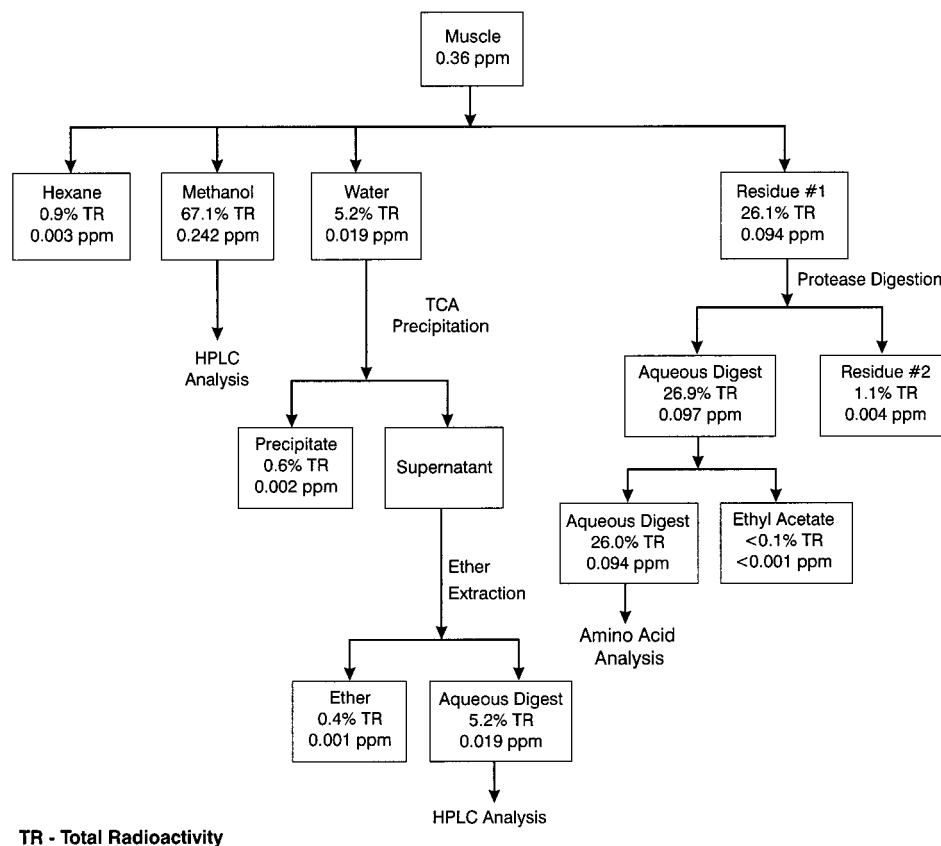 Muscle
0.36 ppm
Hexane
0.9% TR
0.003 ppm
Methanol
67.1% TR
0.242 ppm
Water
5.2% TR
0.019 ppm
Residue #1
26.1% TR
0.094 ppm
Protease Digestion
TCA
Precipitation
HPLC
Analysis
Aqueous Digest
26.9% TR
0.097 ppm
Residue #2
1.1% TR
0.004 ppm
Precipitate
0.6% TR
0.002 ppm
Supernatant
Aqueous Digest
26.0% TR
0.094 ppm
Ethyl Acetate
<0.1% TR
<0.001 ppm
Ether
Extraction
Amino Acid
Analysis
Ether
0.4% TR
0.001 ppm
Aqueous Digest
5.2% TR
0.019 ppm
HPLC Analysis
TR - Total Radioactivity